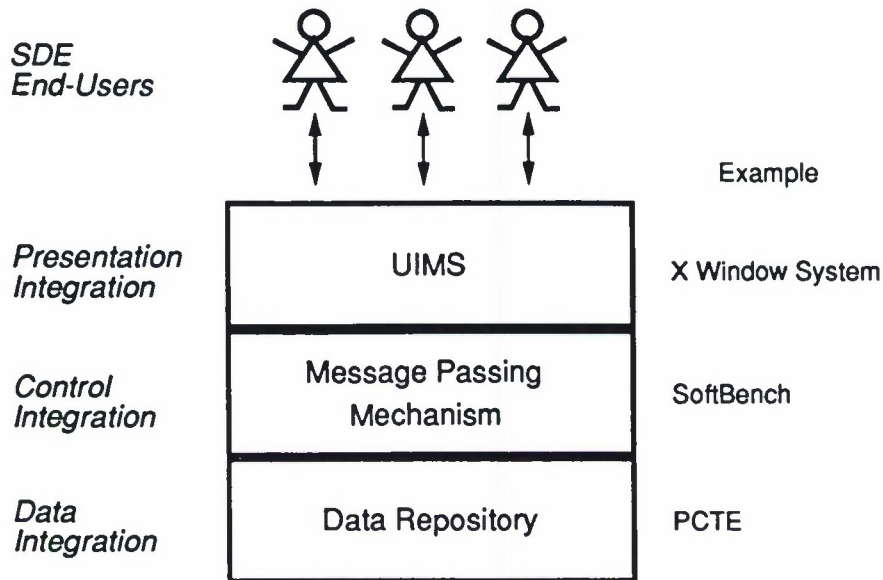 SDE
End-Users
Example
Presentation
Integration
UIMS
X Window System
Control
Integration
Message Passing
Mechanism
SoftBench
Data
Integration
Data Repository
PCTE